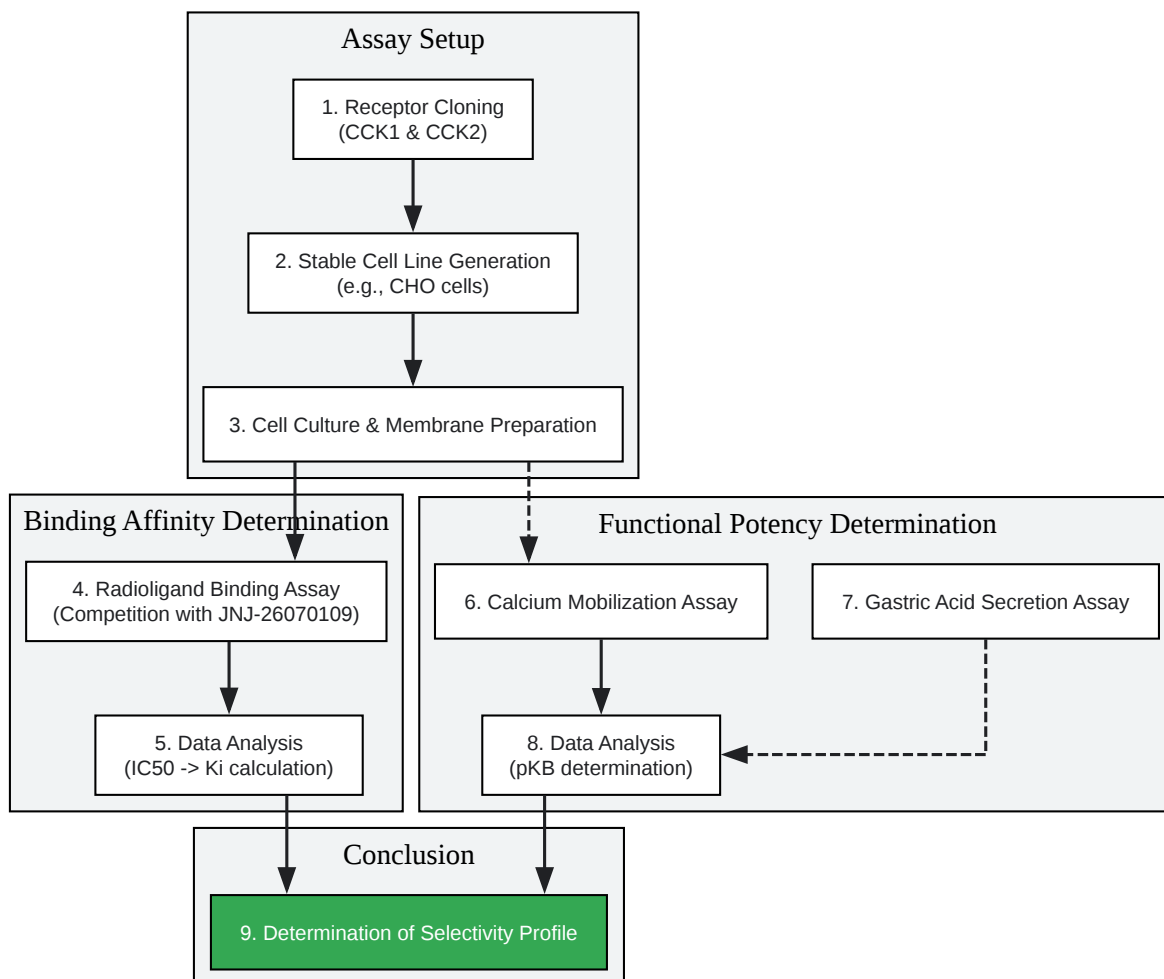 Assay Setup
1. Receptor Cloning
(CCK1 & CCK2)
2. Stable Cell Line Generation
(e.g., CHO cells)
3. Cell Culture & Membrane Preparation
Binding Affinity Determination
4. Radioligand Binding Assay
(Competition with JNJ-26070109)
5. Data Analysis
(IC50 -> Ki calculation)
Functional Potency Determination
6. Calcium Mobilization Assay
7. Gastric Acid Secretion Assay
8. Data Analysis
(pKB determination)
Conclusion
9. Determination of Selectivity Profile